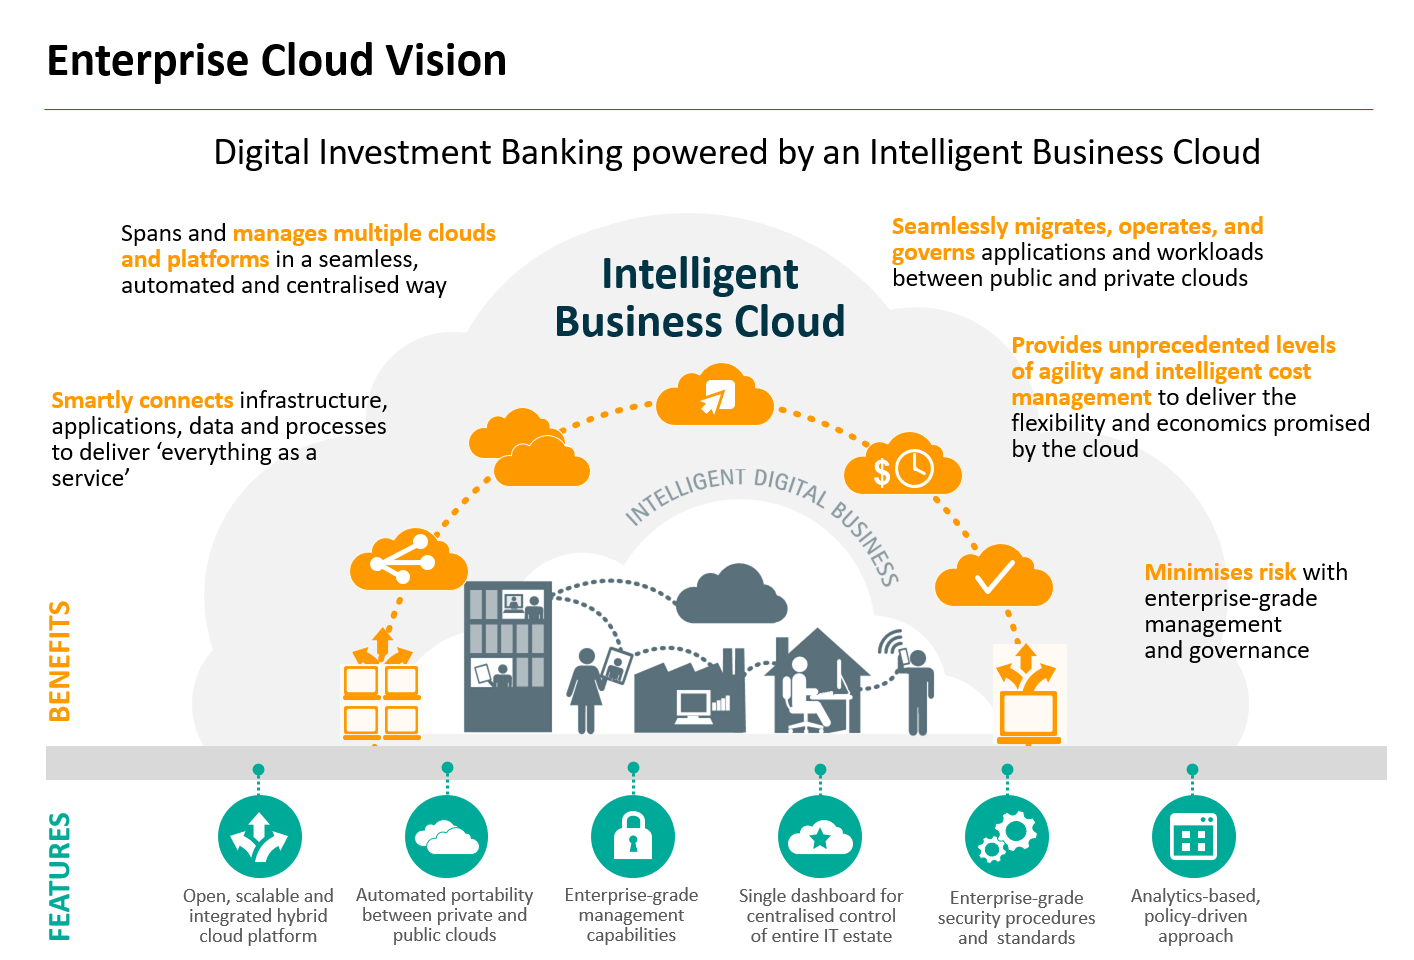 Enterprise Cloud Vision
Digital Investment Banking powered by an Intelligent Business Cloud
Spans and manages multiple clouds
and platforms in a seamless,
automated and centralised way
Seamlessly migrates, operates, and
governs applications and workloads
between public and private clouds
Intelligent
Business Cloud
Provides unprecedented levels
of agility and intelligent cost
management to deliver the
flexibility and economics promised
by the cloud
Smartly connects infrastructure,
applications, data and processes
to deliver ‘everything as a
service’
$
INTELLIGENT DIGITAL BUSINESS
Minimises risk with
enterprise-grade
management
and governance
BENEFITS
FEATURES
Open, scalable and
integrated hybrid
cloud platform
Automated portability
between private and
public clouds
Enterprise-grade
management
capabilities
Single dashboard for
centralised control
of entire IT estate
Enterprise-grade
security procedures
and standards
Analytics-based,
policy-driven
approach